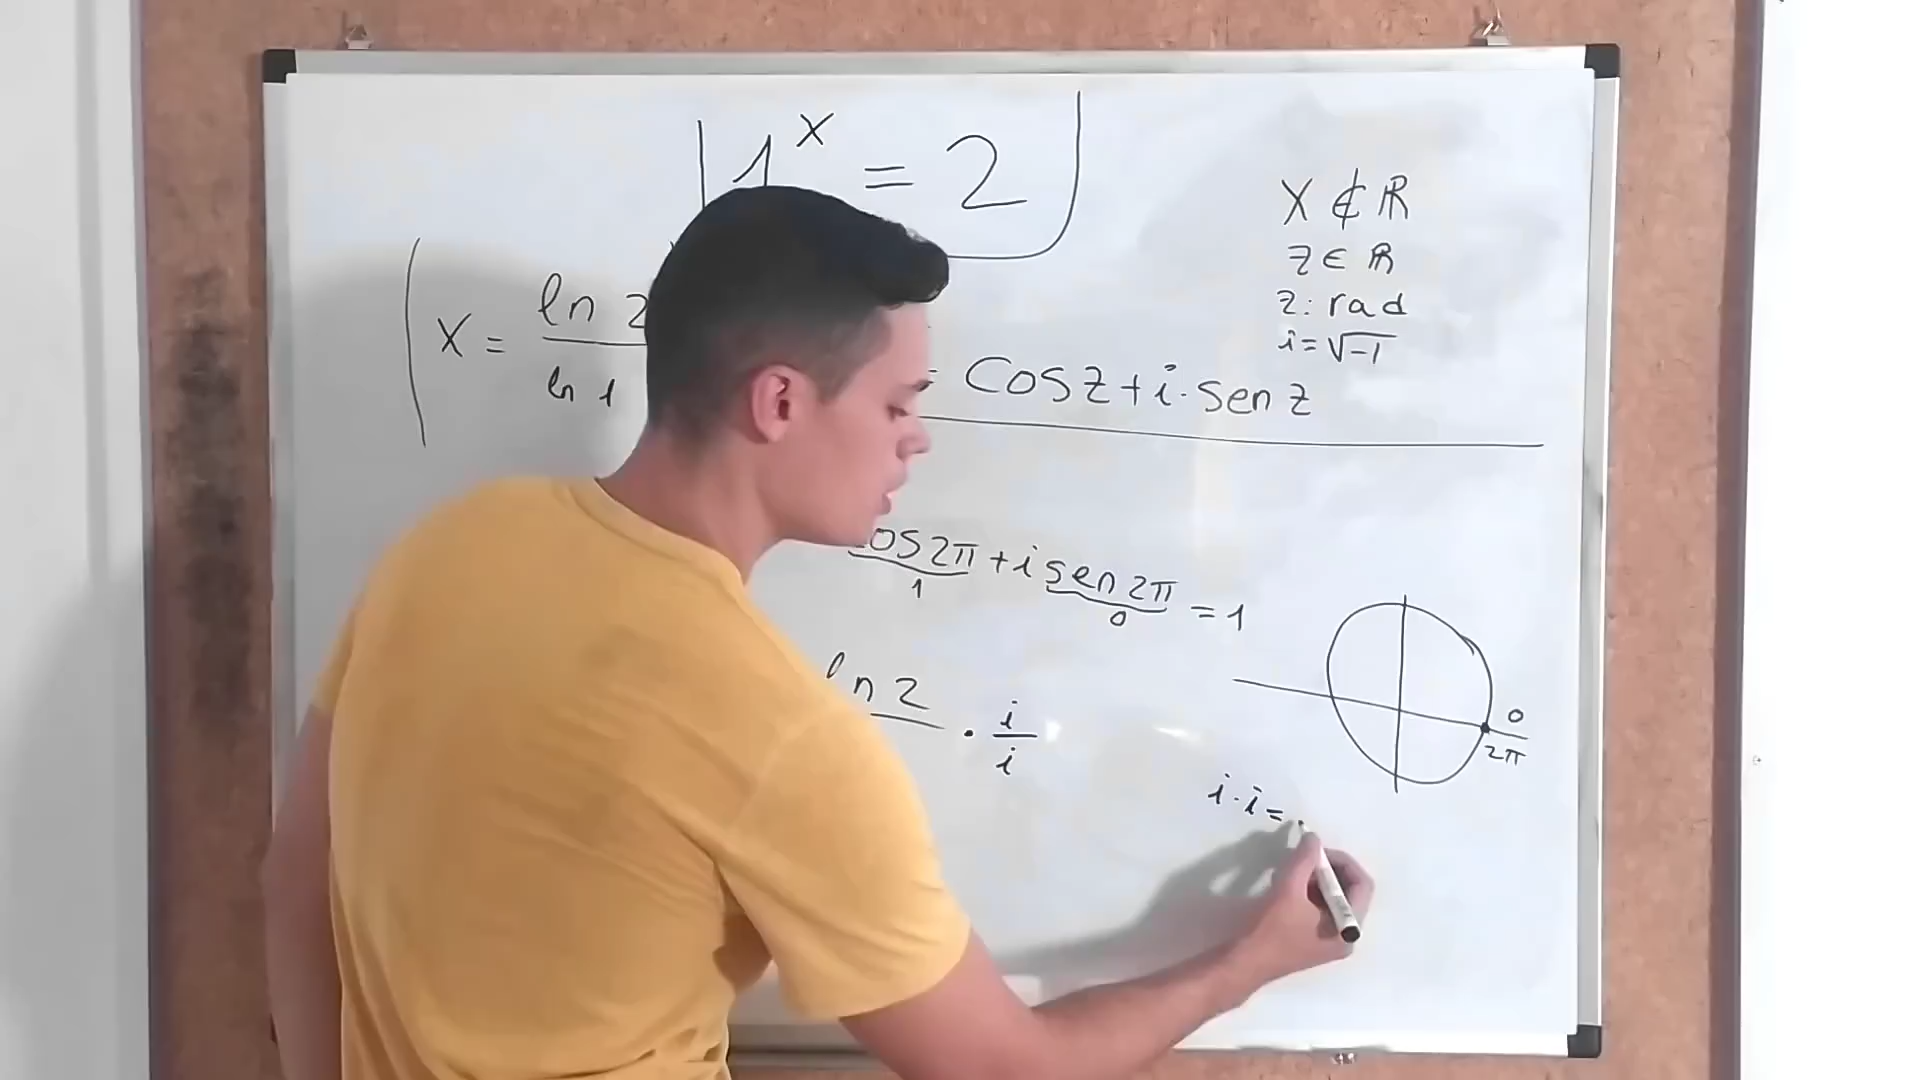 1^x = 2
x ∉ ℝ
z ∈ ℝ
z: rad
i = √-1
x = ln 2 / ln 1
= cos z + i · sen z
cos 2π + i sen 2π = 1
1
0
ln 2 · i / i
0
2π
i · i =